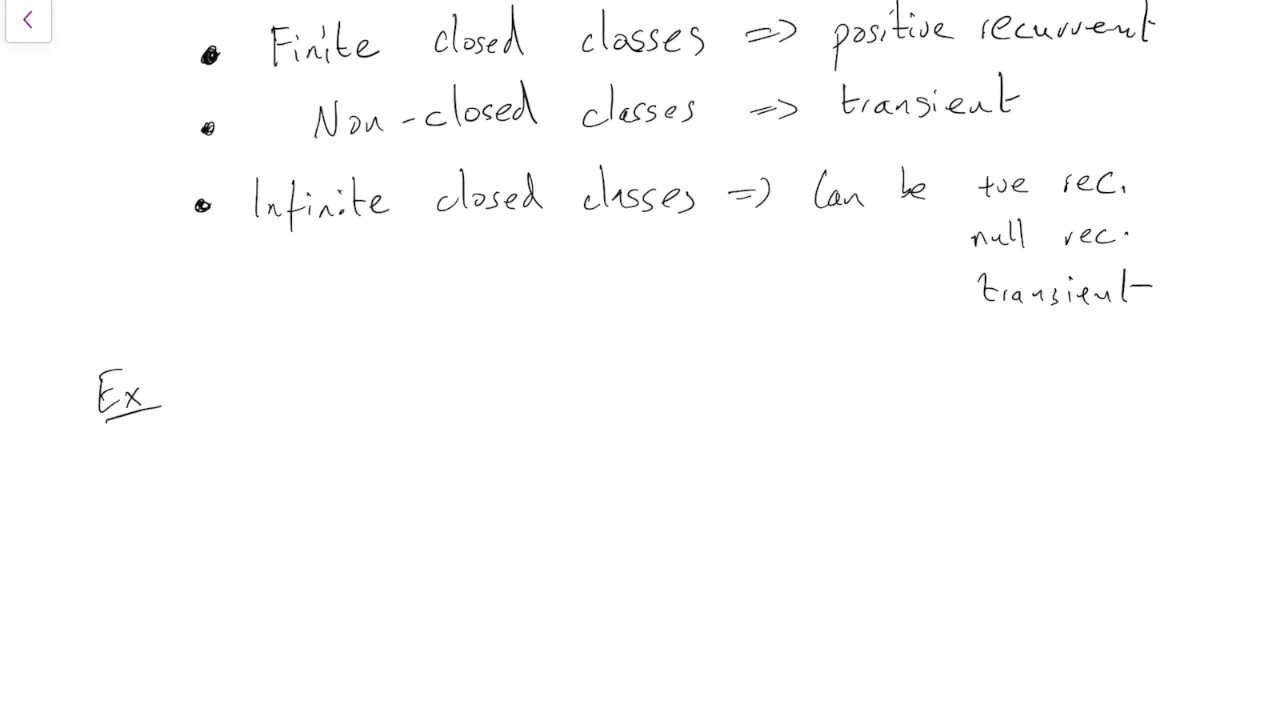 • Finite closed classes => positive recurrent
• Non-closed classes => transient
• Infinite closed classes => Can be +ve rec.
null rec.
transient
Ex